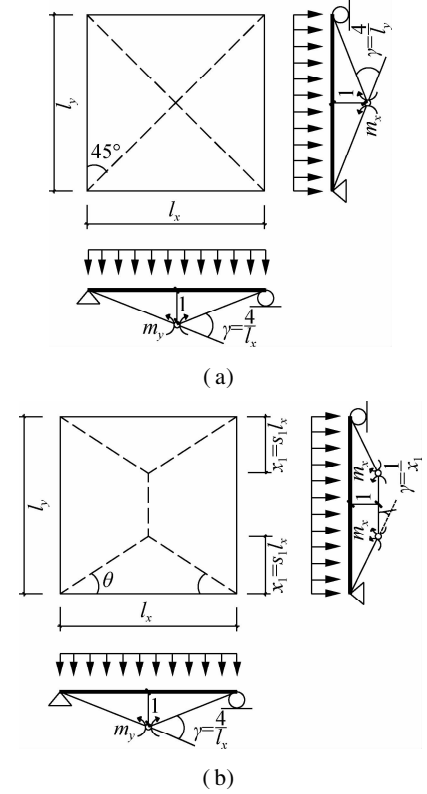 l_y
45°
l_x
γ=4/l_y
1
m_x
1
m_y
γ=4/l_x
(a)
l_y
θ
l_x
x_1=s_1l_x
x_1=s_1l_x
m_x
1
m_x
γ=1/x_1
1
m_y
γ=4/l_x
(b)